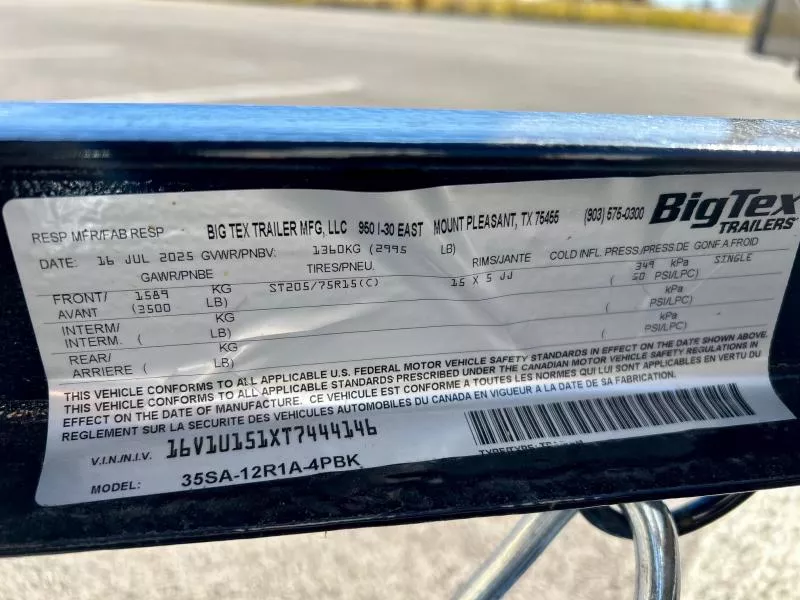 BigTex
TRAILERS
RESP MFR/FAB RESP BIG TEX TRAILER MFG, LLC 950 I-30 EAST MOUNT PLEASANT, TX 75455 (903) 575-0300
DATE: 16 JUL 2025 GVWR/PNBV: 1360KG (2995 LB)
GAWR/PNBE TIRES/PNEU. RIMS/JANTE COLD INFL. PRESS/PRESS.DE GONF A FROID
FRONT/ 1589 KG ST205/75R15(C) 15 X 5 JJ 349 kPa SINGLE
AVANT (3500 LB) ( 50 PSI/LPC)
INTERM/ KG kPa
INTERM. ( LB) ( PSI/LPC)
REAR/ KG kPa
ARRIERE ( LB) ( PSI/LPC)
THIS VEHICLE CONFORMS TO ALL APPLICABLE U.S. FEDERAL MOTOR VEHICLE SAFETY STANDARDS IN EFFECT ON THE DATE SHOWN ABOVE.
THIS VEHICLE CONFORMS TO ALL APPLICABLE STANDARDS PRESCRIBED UNDER THE CANADIAN MOTOR VEHICLE SAFETY REGULATIONS IN
EFFECT ON THE DATE OF MANUFACTURE. CE VEHICULE EST CONFORME A TOUTES LES NORMES QUI LUI SONT APPLICABLES EN VERTU DU
REGLEMENT SUR LA SECURITE DES VEHICULES AUTOMOBILES DU CANADA EN VIGUEUR A LA DATE DE SA FABRICATION.
V.I.N./N.I.V. 16V1U151XT7444146
MODEL: 35SA-12R1A-4PBK